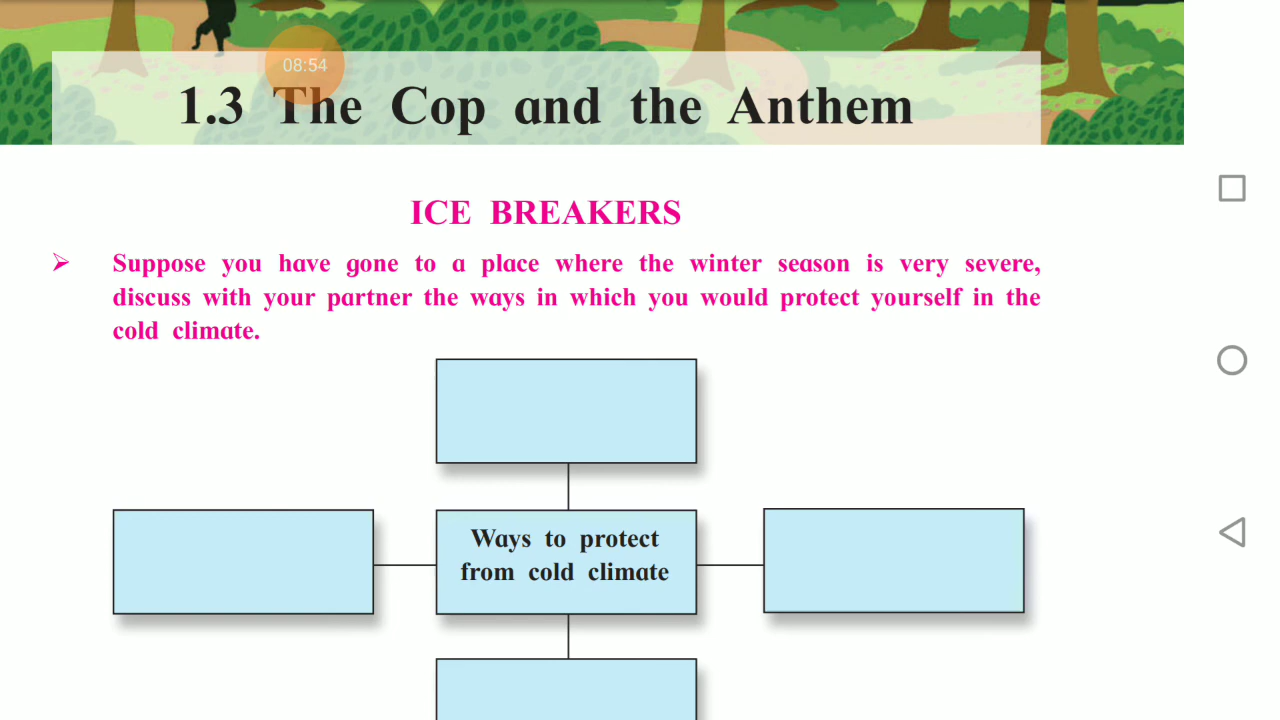 08:54
1.3 The Cop and the Anthem
ICE BREAKERS
➢ Suppose you have gone to a place where the winter season is very severe,
discuss with your partner the ways in which you would protect yourself in the
cold climate.
Ways to protect
from cold climate